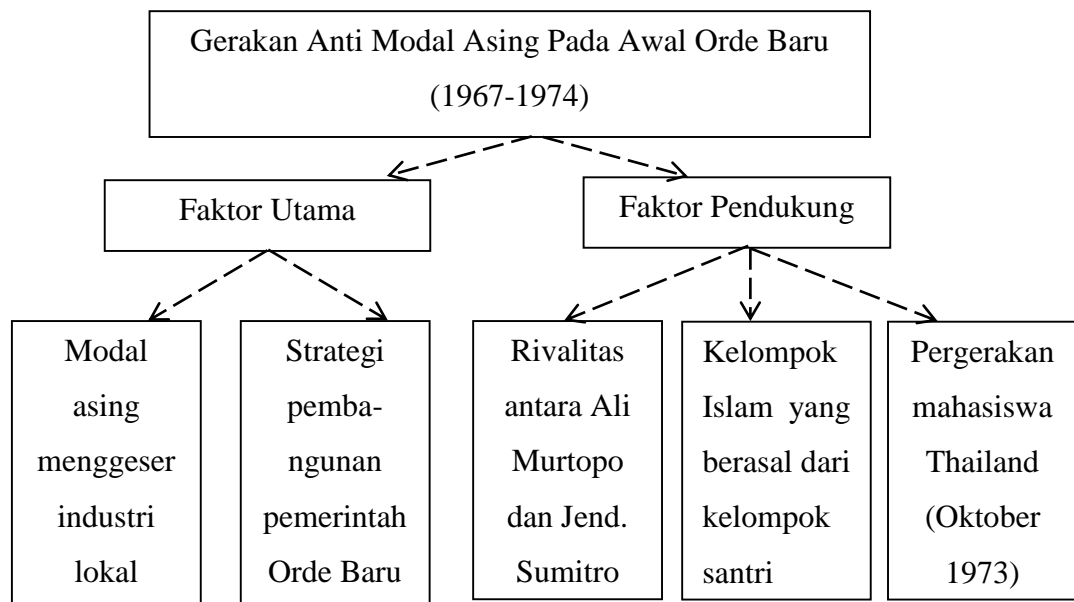 Gerakan Anti Modal Asing Pada Awal Orde Baru
(1967-1974)
Faktor Utama
Faktor Pendukung
Modal
asing
menggeser
industri
lokal
Strategi
pemba-
ngunan
pemerintah
Orde Baru
Rivalitas
antara Ali
Murtopo
dan Jend.
Sumitro
Kelompok
Islam yang
berasal dari
kelompok
santri
Pergerakan
mahasiswa
Thailand
(Oktober
1973)